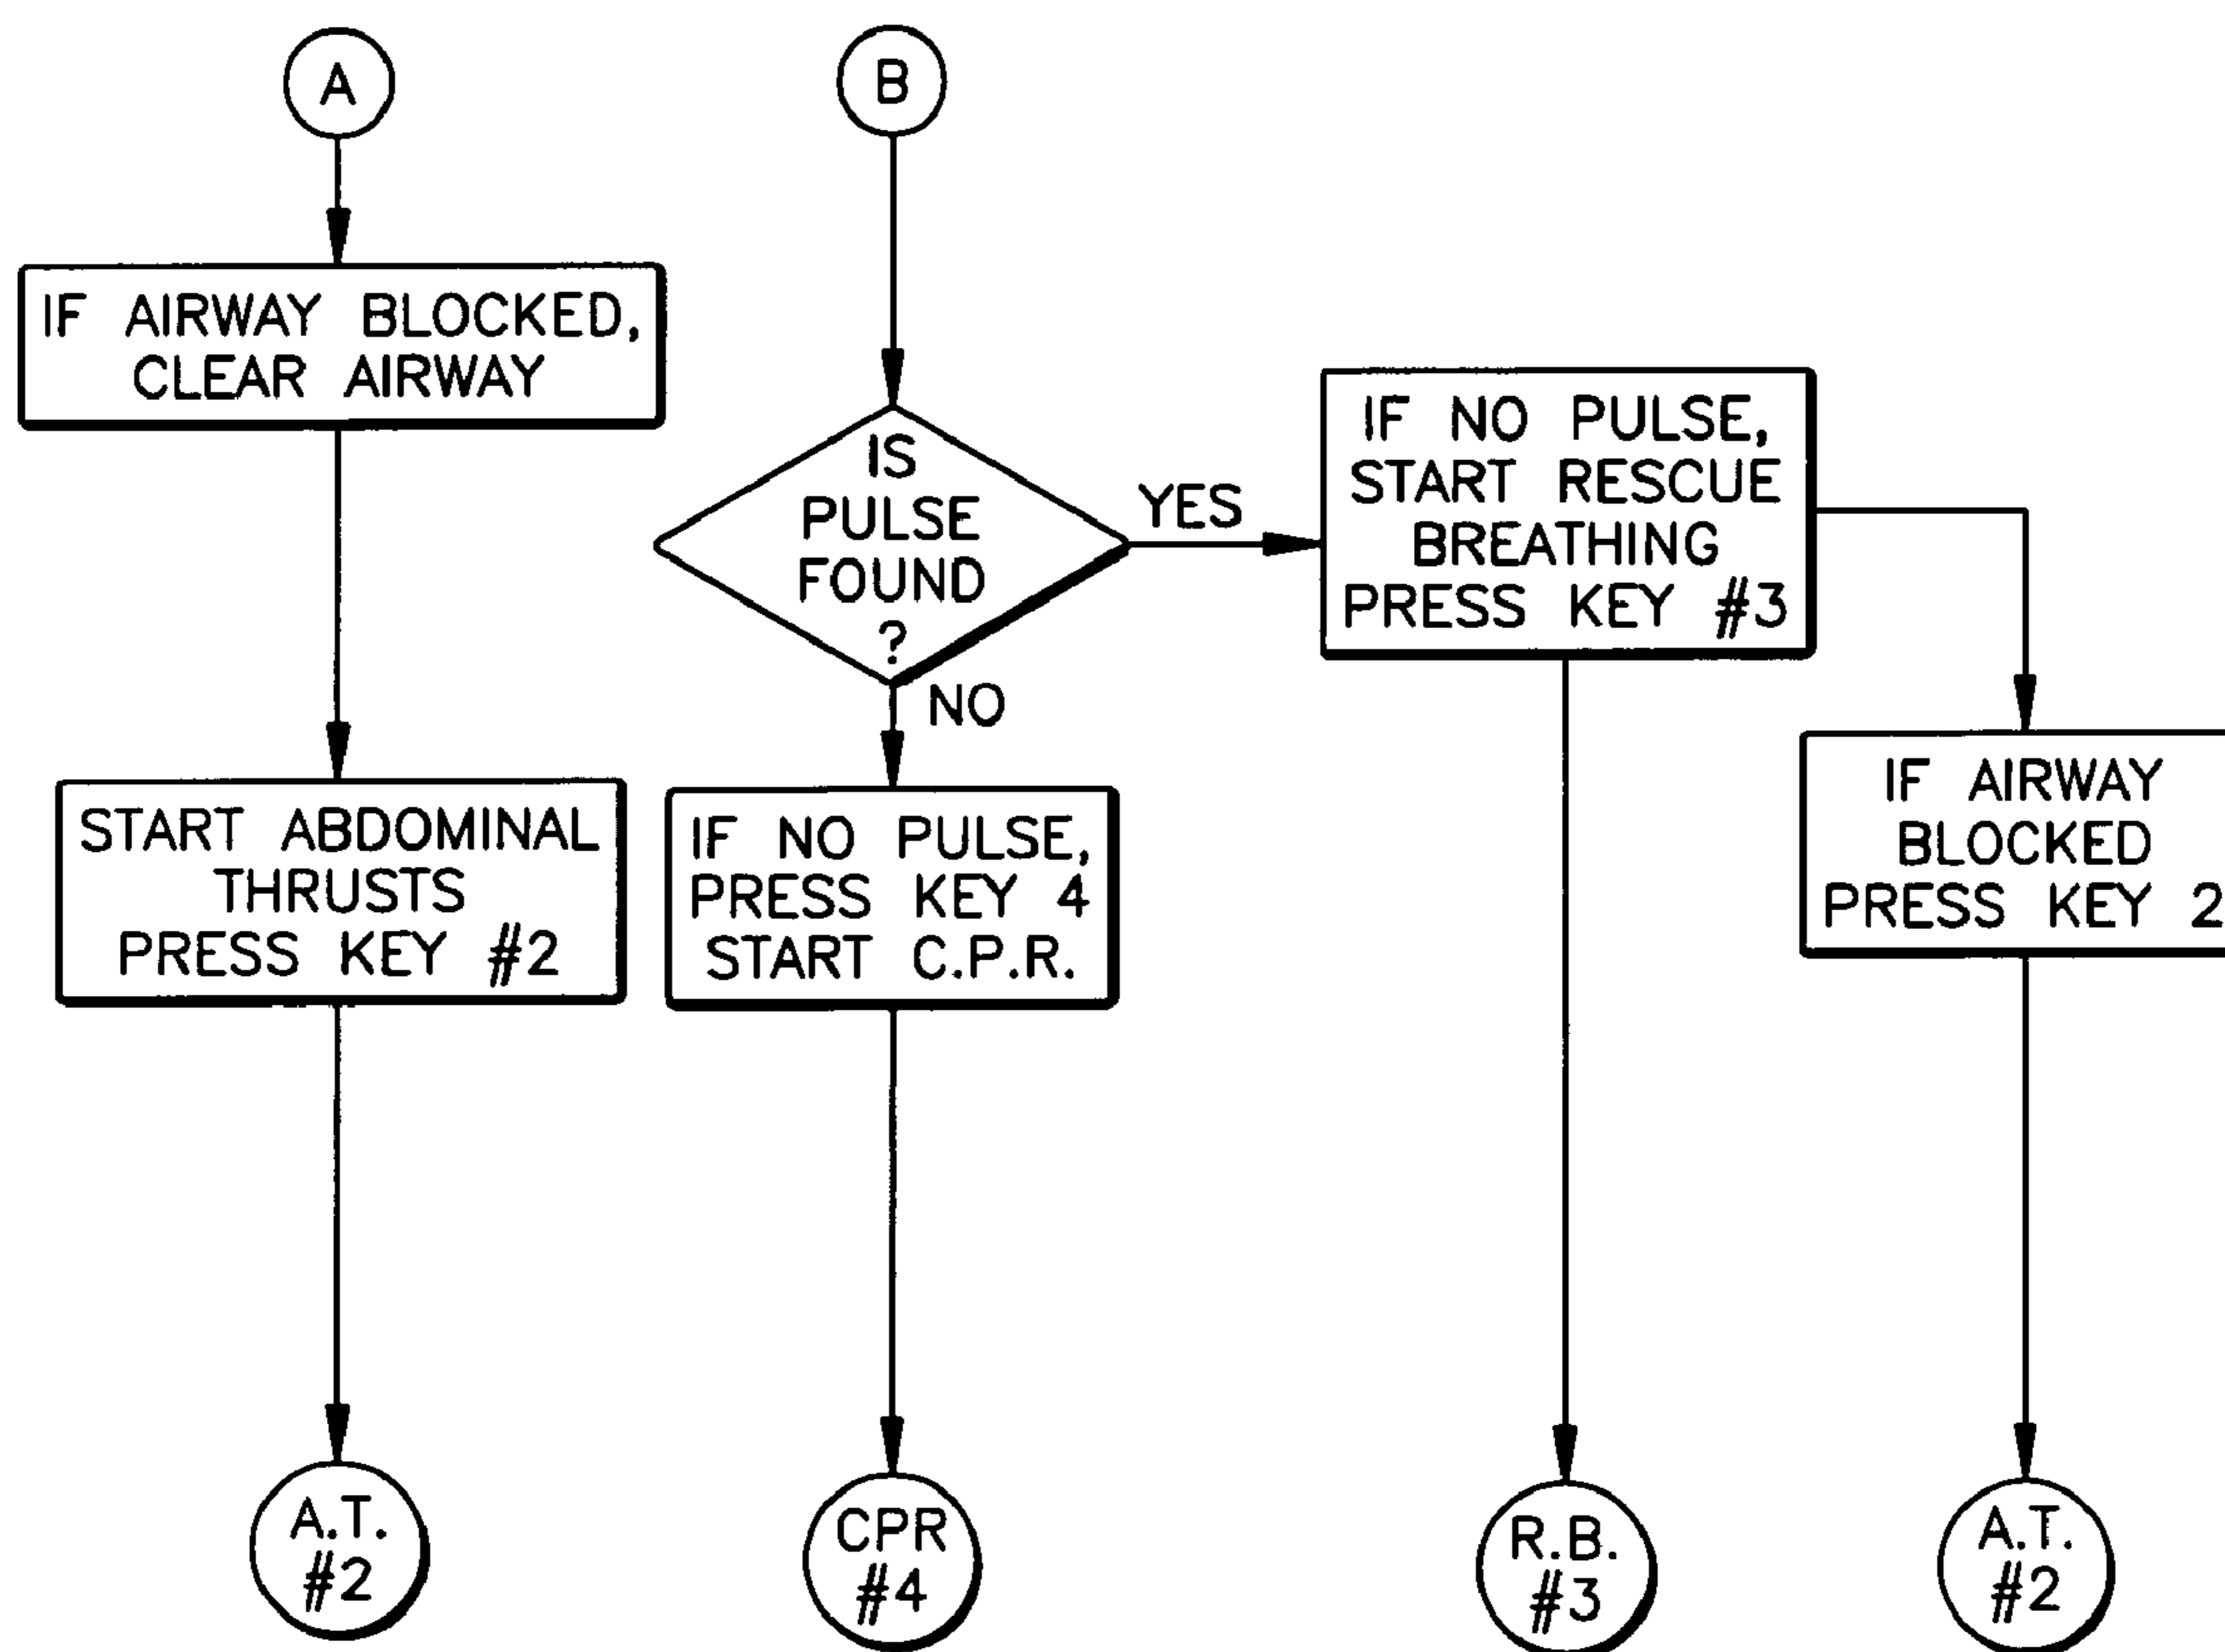 A
IF AIRWAY BLOCKED,
CLEAR AIRWAY
START ABDOMINAL
THRUSTS
PRESS KEY #2
A.T.
#2
B
IS
PULSE
FOUND
?
YES
NO
IF NO PULSE,
PRESS KEY 4
START C.P.R.
CPR
#4
IF NO PULSE,
START RESCUE
BREATHING
PRESS KEY #3
R.B.
#3
IF AIRWAY
BLOCKED
PRESS KEY 2
A.T.
#2